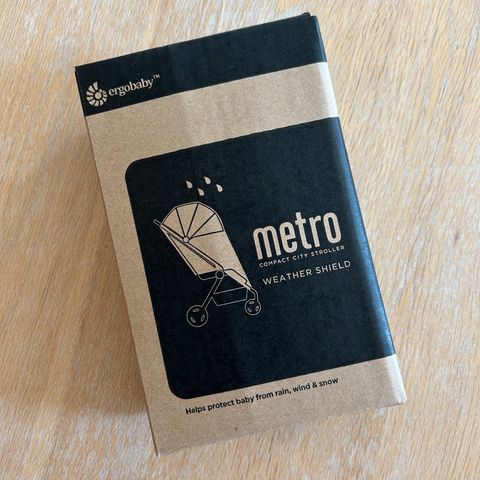 ergobaby™
metro
COMPACT CITY STROLLER
WEATHER SHIELD
Helps protect baby from rain, wind & snow